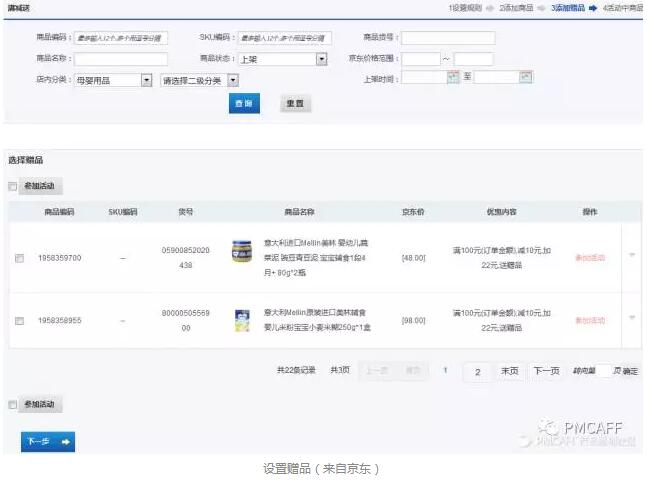 满减送
1设置规则 2添加商品 3添加赠品 4活动中商品
商品编码： 最多输入12个,多个用逗号分隔 SKU编码： 最多输入12个,多个用逗号分隔 商品货号：
商品名称： 商品状态： 上架 京东价格范围： ~
店内分类： 母婴用品 请选择二级分类 上架时间： 至
查询 重置
选择赠品
参加活动
商品编码 SKU编码 货号 商品名称 京东价 优惠内容 操作
1958359700 -- 05900852020 438 意大利进口Mellin美林 婴幼儿蔬 菜泥 豌豆青豆泥 宝宝辅食1段4 月+ 80g*2瓶 [48.00] 满100元(订单金额),减10元,加 22元,送赠品 参加活动
1958358955 -- 80000505569 00 意大利Mellin原装进口美林辅食 婴儿米粉宝宝小麦米糊250g*1盒 [98.00] 满100元(订单金额),减10元,加 22元,送赠品 参加活动
共22条记录 共3页 上一页 首页 1 2 末页 下一页 转向第 页 确定
参加活动
下一步
PMCAFF
PMCAFF
设置赠品（来自京东）